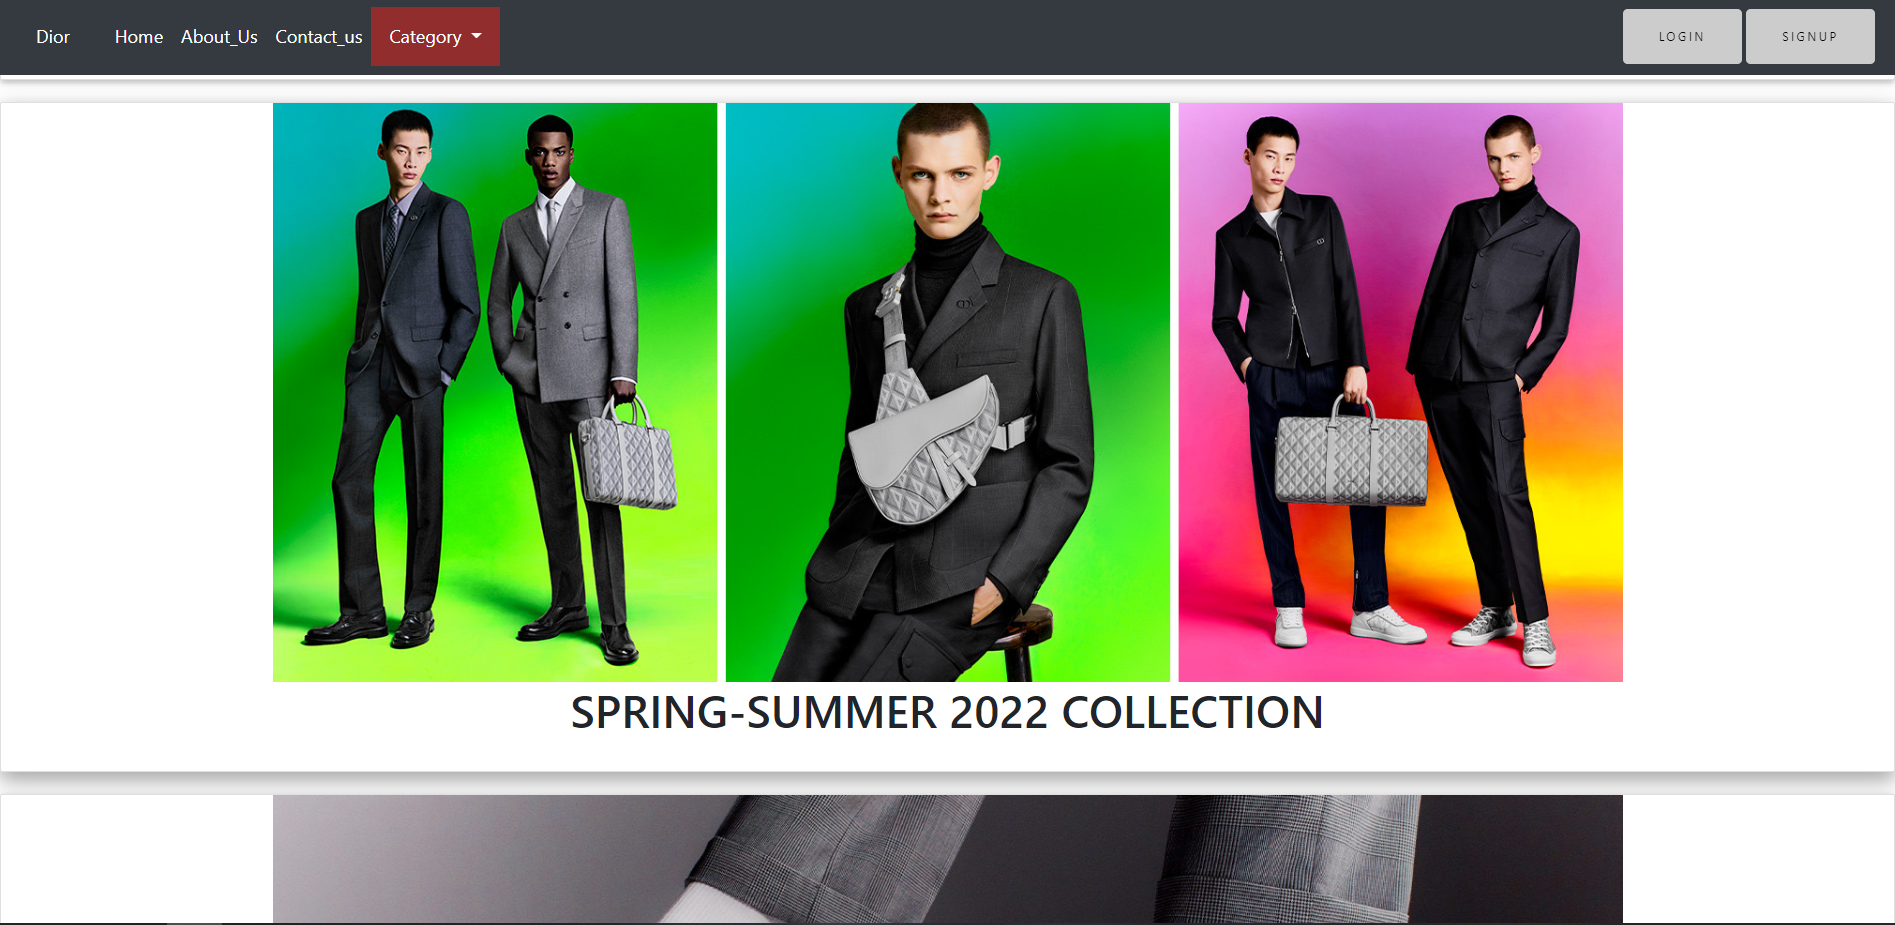 Dior Home About_Us Contact_us Category LOGIN SIGNUP
SPRING-SUMMER 2022 COLLECTION